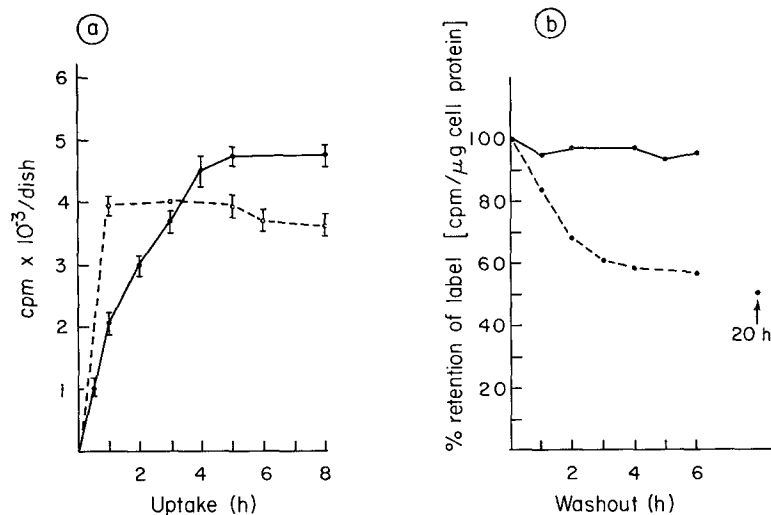 a
6
5
4
3
2
1
cpm x 10⁻³/dish
2 4 6 8
Uptake (h)
b
100
80
60
40
20
% retention of label [cpm/μg cell protein]
20 h
2 4 6
Washout (h)